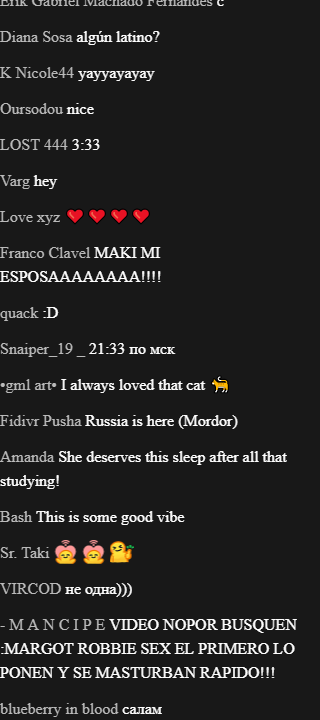 Erik Gabriel Machado Fernandes c
Diana Sosa algún latino?
K Nicole44 yayyayayay
Oursodou nice
LOST 444 3:33
Varg hey
Love xyz ❤️❤️❤️❤️
Franco Clavel MAKI MI
ESPOSAAAAAAAA!!!!
quack :D
Snaiper_19 _ 21:33 по мск
•gml art• I always loved that cat 🐈
Fidivr Pusha Russia is here (Mordor)
Amanda She deserves this sleep after all that
studying!
Bash This is some good vibe
Sr. Taki
VIRCOD не одна)))
- M A N C I P E VIDEO NOPOR BUSQUEN
:MARGOT ROBBIE SEX EL PRIMERO LO
PONEN Y SE MASTURBAN RAPIDO!!!
blueberry in blood салам